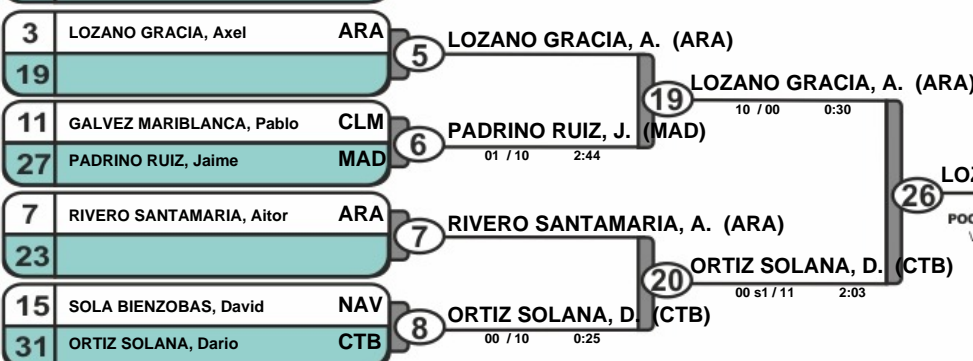 3 LOZANO GRACIA, Axel ARA
19
5 LOZANO GRACIA, A. (ARA)
11 GALVEZ MARIBLANCA, Pablo CLM
27 PADRINO RUIZ, Jaime MAD
6 PADRINO RUIZ, J. (MAD)
01 / 10 2:44
19 LOZANO GRACIA, A. (ARA)
10 / 00 0:30
7 RIVERO SANTAMARIA, Aitor ARA
23
7 RIVERO SANTAMARIA, A. (ARA)
15 SOLA BIENZOBAS, David NAV
31 ORTIZ SOLANA, Dario CTB
8 ORTIZ SOLANA, D. (CTB)
00 / 10 0:25
20 ORTIZ SOLANA, D. (CTB)
00 s1 / 11 2:03
26